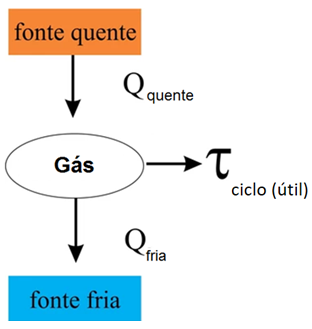 fonte quente
Q quente
Gás
τ ciclo (útil)
Q fria
fonte fria